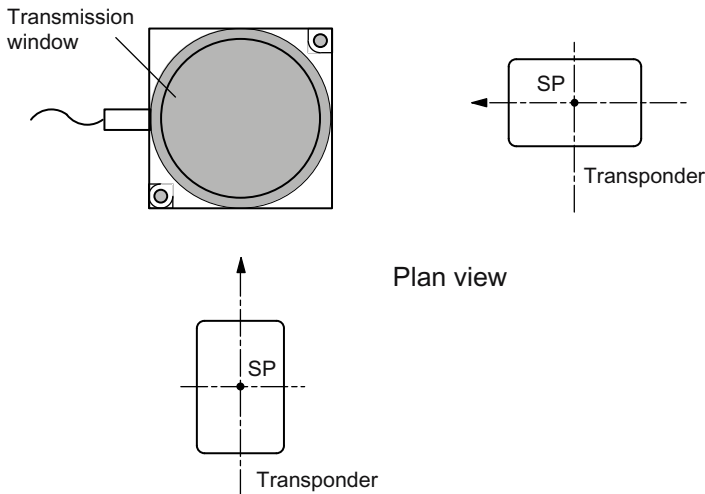 Transmission
window
SP
Transponder
Plan view
SP
Transponder